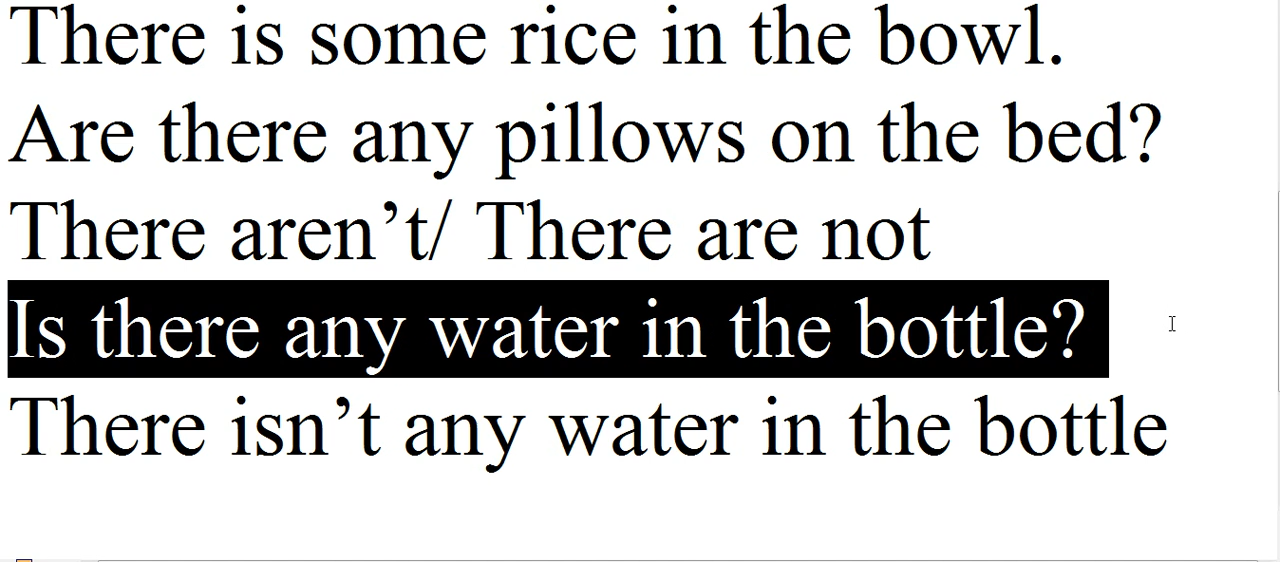 There is some rice in the bowl.
Are there any pillows on the bed?
There aren’t/ There are not
Is there any water in the bottle?
There isn’t any water in the bottle